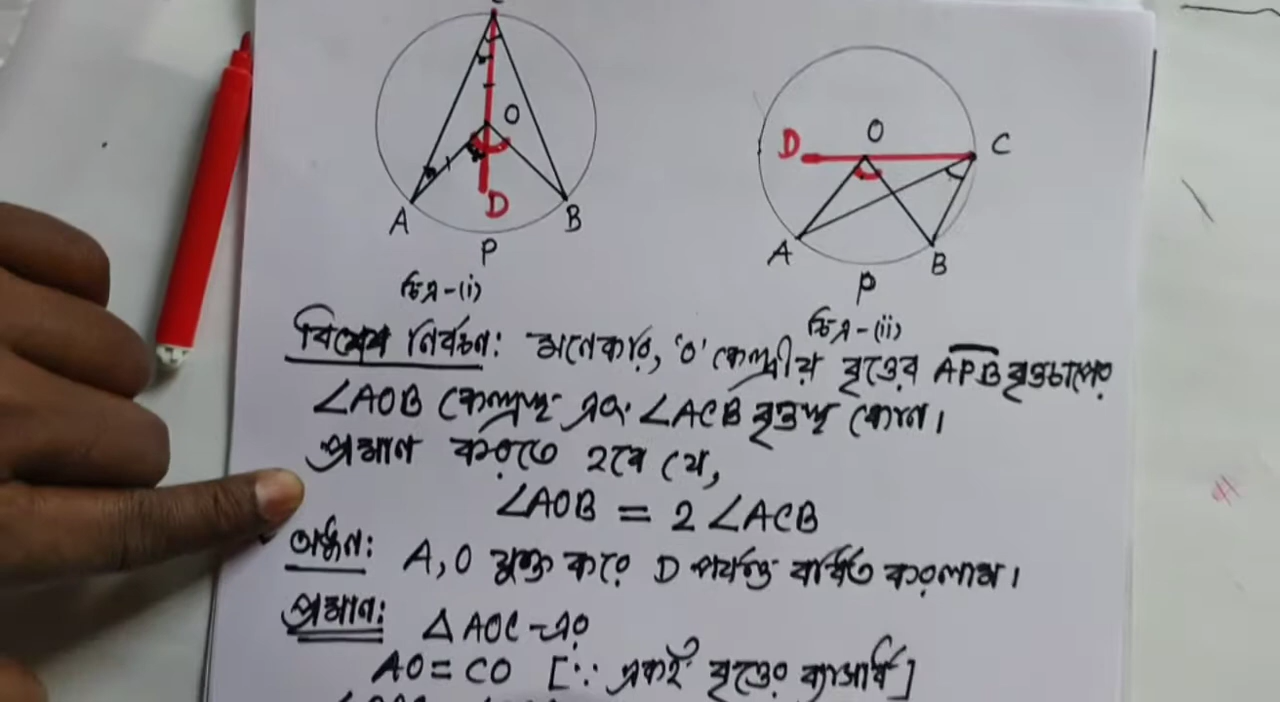 O
D
A
B
P
চিত্র-(i)
D
O
C
A
B
P
চিত্র-(ii)
বিশেষ নির্বচন: মনেকরি, 'O' কেন্দ্রীয় বৃত্তের APB বৃত্তচাপের
∠AOB কেন্দ্রস্থ এবং ∠ACB বৃত্তস্থ কোণ।
প্রমাণ করতে হবে যে,
∠AOB = 2 ∠ACB
অঙ্কন: A, O যুক্ত করে D পর্যন্ত বর্ধিত করলাম।
প্রমাণ: △AOC-এর
AO = CO [∵ একই বৃত্তের ব্যাসার্ধ]